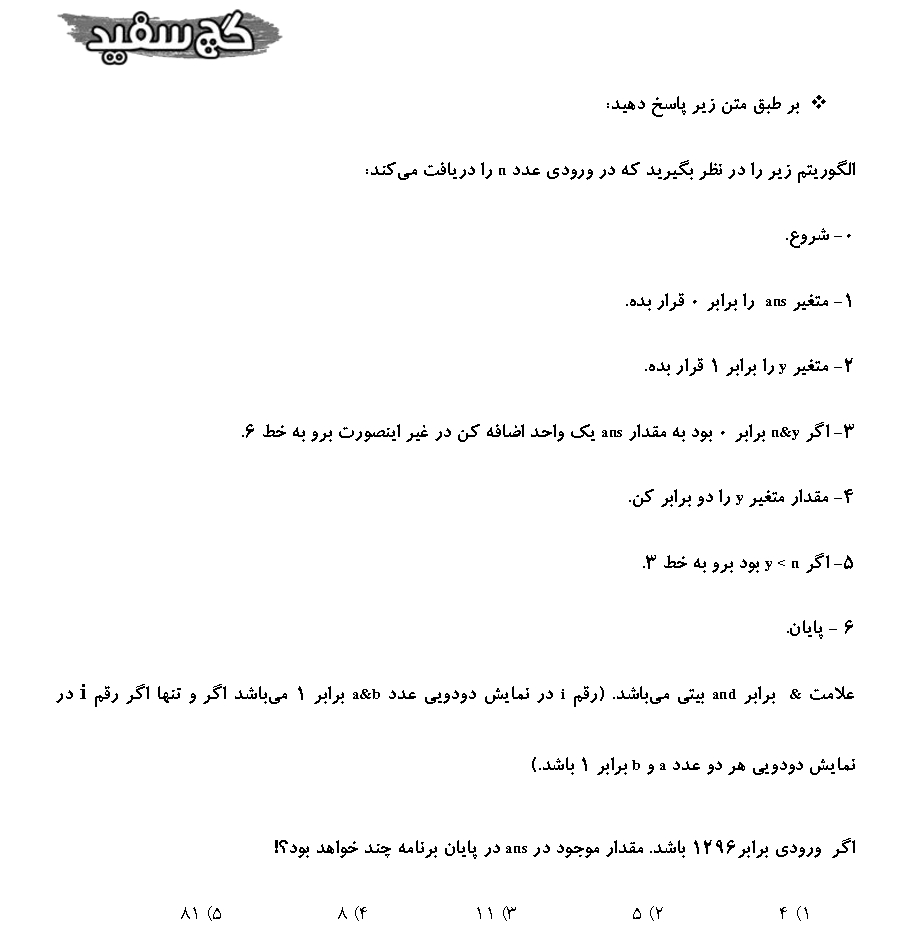 گچ سفید
❖ بر طبق متن زیر پاسخ دهید:
الگوریتم زیر را در نظر بگیرید که در ورودی عدد n را دریافت می‌کند:
۰- شروع.
۱- متغیر ans را برابر ۰ قرار بده.
۲- متغیر y را برابر ۱ قرار بده.
۳- اگر n&y برابر ۰ بود به مقدار ans یک واحد اضافه کن در غیر اینصورت برو به خط ۶.
۴- مقدار متغیر y را دو برابر کن.
۵- اگر y < n بود برو به خط ۳.
۶ - پایان.
علامت & برابر and بیتی می‌باشد. (رقم i در نمایش دودویی عدد a&b برابر ۱ می‌باشد اگر و تنها اگر رقم i در
نمایش دودویی هر دو عدد a و b برابر ۱ باشد.)
اگر ورودی برابر۱۲۹۶ باشد. مقدار موجود در ans در پایان برنامه چند خواهد بود؟!
۱) ۴ ۲) ۵ ۳) ۱۱ ۴) ۸ ۵) ۸۱